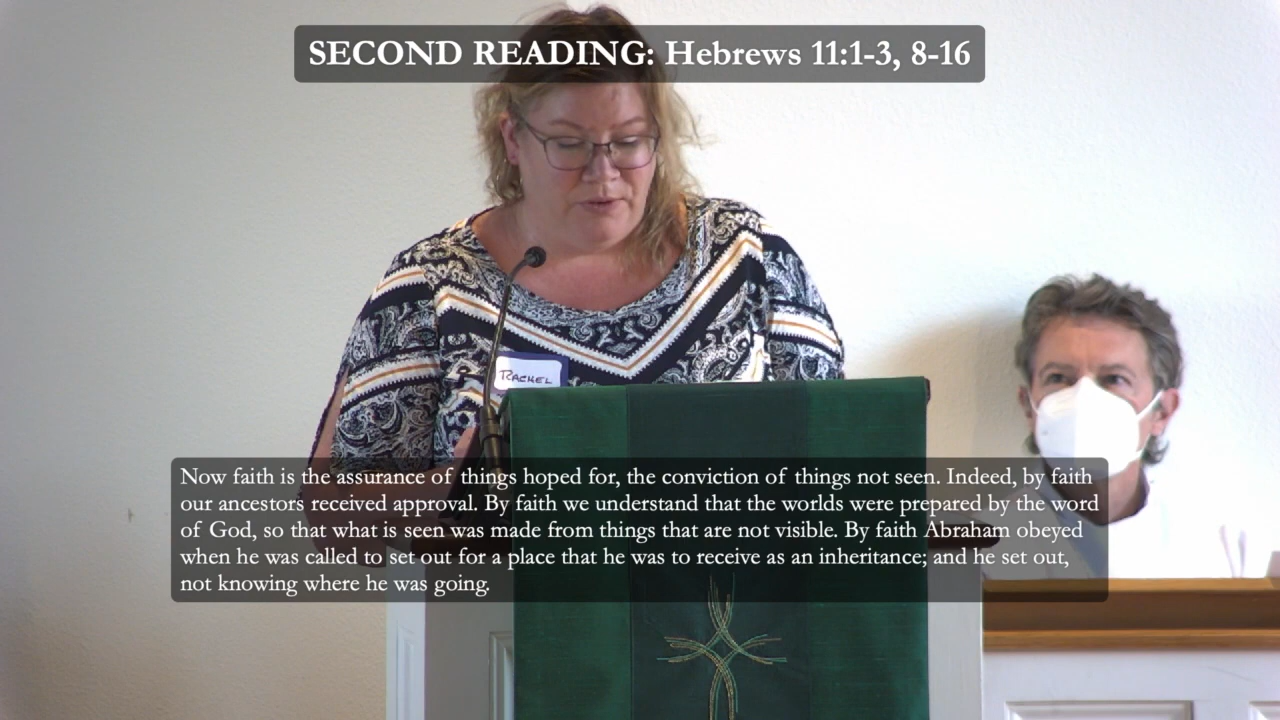 SECOND READING: Hebrews 11:1-3, 8-16
RACHEL
Now faith is the assurance of things hoped for, the conviction of things not seen. Indeed, by faith
our ancestors received approval. By faith we understand that the worlds were prepared by the word
of God, so that what is seen was made from things that are not visible. By faith Abraham obeyed
when he was called to set out for a place that he was to receive as an inheritance; and he set out,
not knowing where he was going.